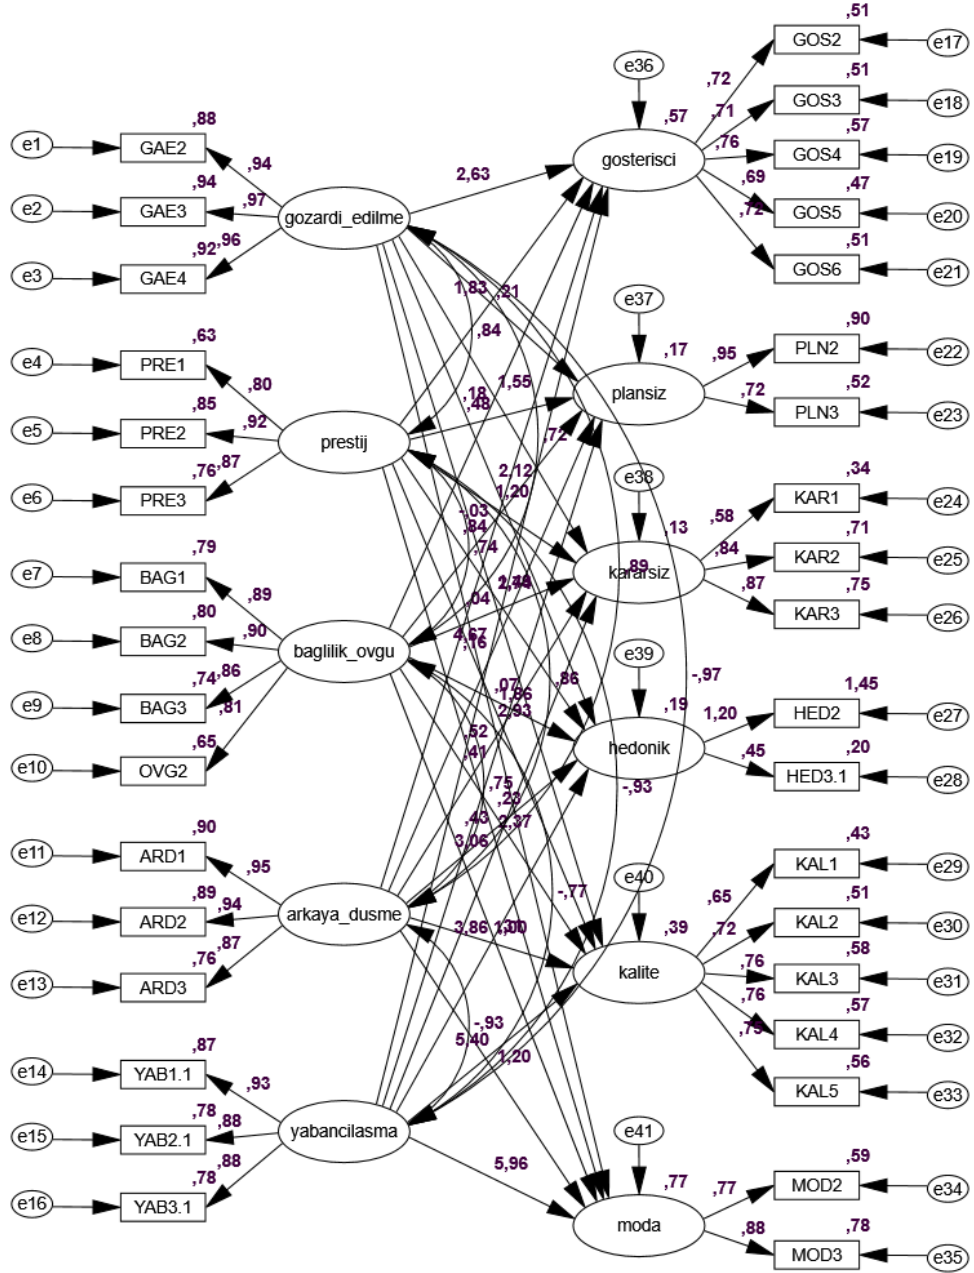 ,51
GOS2
e17
e36
,72
,51
GOS3
e18
,71
,57
,88
e1
GAE2
gosterisci
,76
,57
GOS4
e19
,94
2,63
,69
,47
,94
e2
GAE3
,97
gozardi_edilme
GOS5
e20
,72
,51
,92
,96
e3
GAE4
GOS6
e21
1,83
,21
e37
,84
,90
,63
e4
PRE1
,17
,95
PLN2
e22
,80
1,55
plansiz
,72
,52
,85
,18
,48
PLN3
e23
e5
PRE2
,92
prestij
,72
,76
,87
2,12
e38
,34
e6
PRE3
1,20
KAR1
e24
-,03
,58
,13
,84
,71
,79
,74
,84
KAR2
e25
e7
BAG1
kararsiz
,89
,89
,87
,75
,80
,04
KAR3
e26
e8
BAG2
,90
4,67
,16
baglilik_ovgu
e39
,74
,86
,07
,86
-,97
1,45
e9
BAG3
,81
1,86
2,93
,19
1,20
HED2
e27
,65
,52
,41
hedonik
,45
,20
e10
OVG2
,75
-,93
HED3.1
e28
,23
,90
,43
2,37
e11
ARD1
3,06
,43
,95
e40
KAL1
e29
,89
,94
-,77
,65
,51
e12
ARD2
arkaya_dusme
3,86
1,00
,39
,72
KAL2
e30
,76
,87
,58
e13
ARD3
kalite
,76
KAL3
e31
,76
,57
-,93
KAL4
e32
,87
5,40
,75
,56
e14
YAB1.1
1,20
KAL5
e33
,93
,78
,88
e15
YAB2.1
yabancilasma
e41
,88
5,96
,59
,78
,77
,77
MOD2
e34
e16
YAB3.1
moda
,88
,78
MOD3
e35